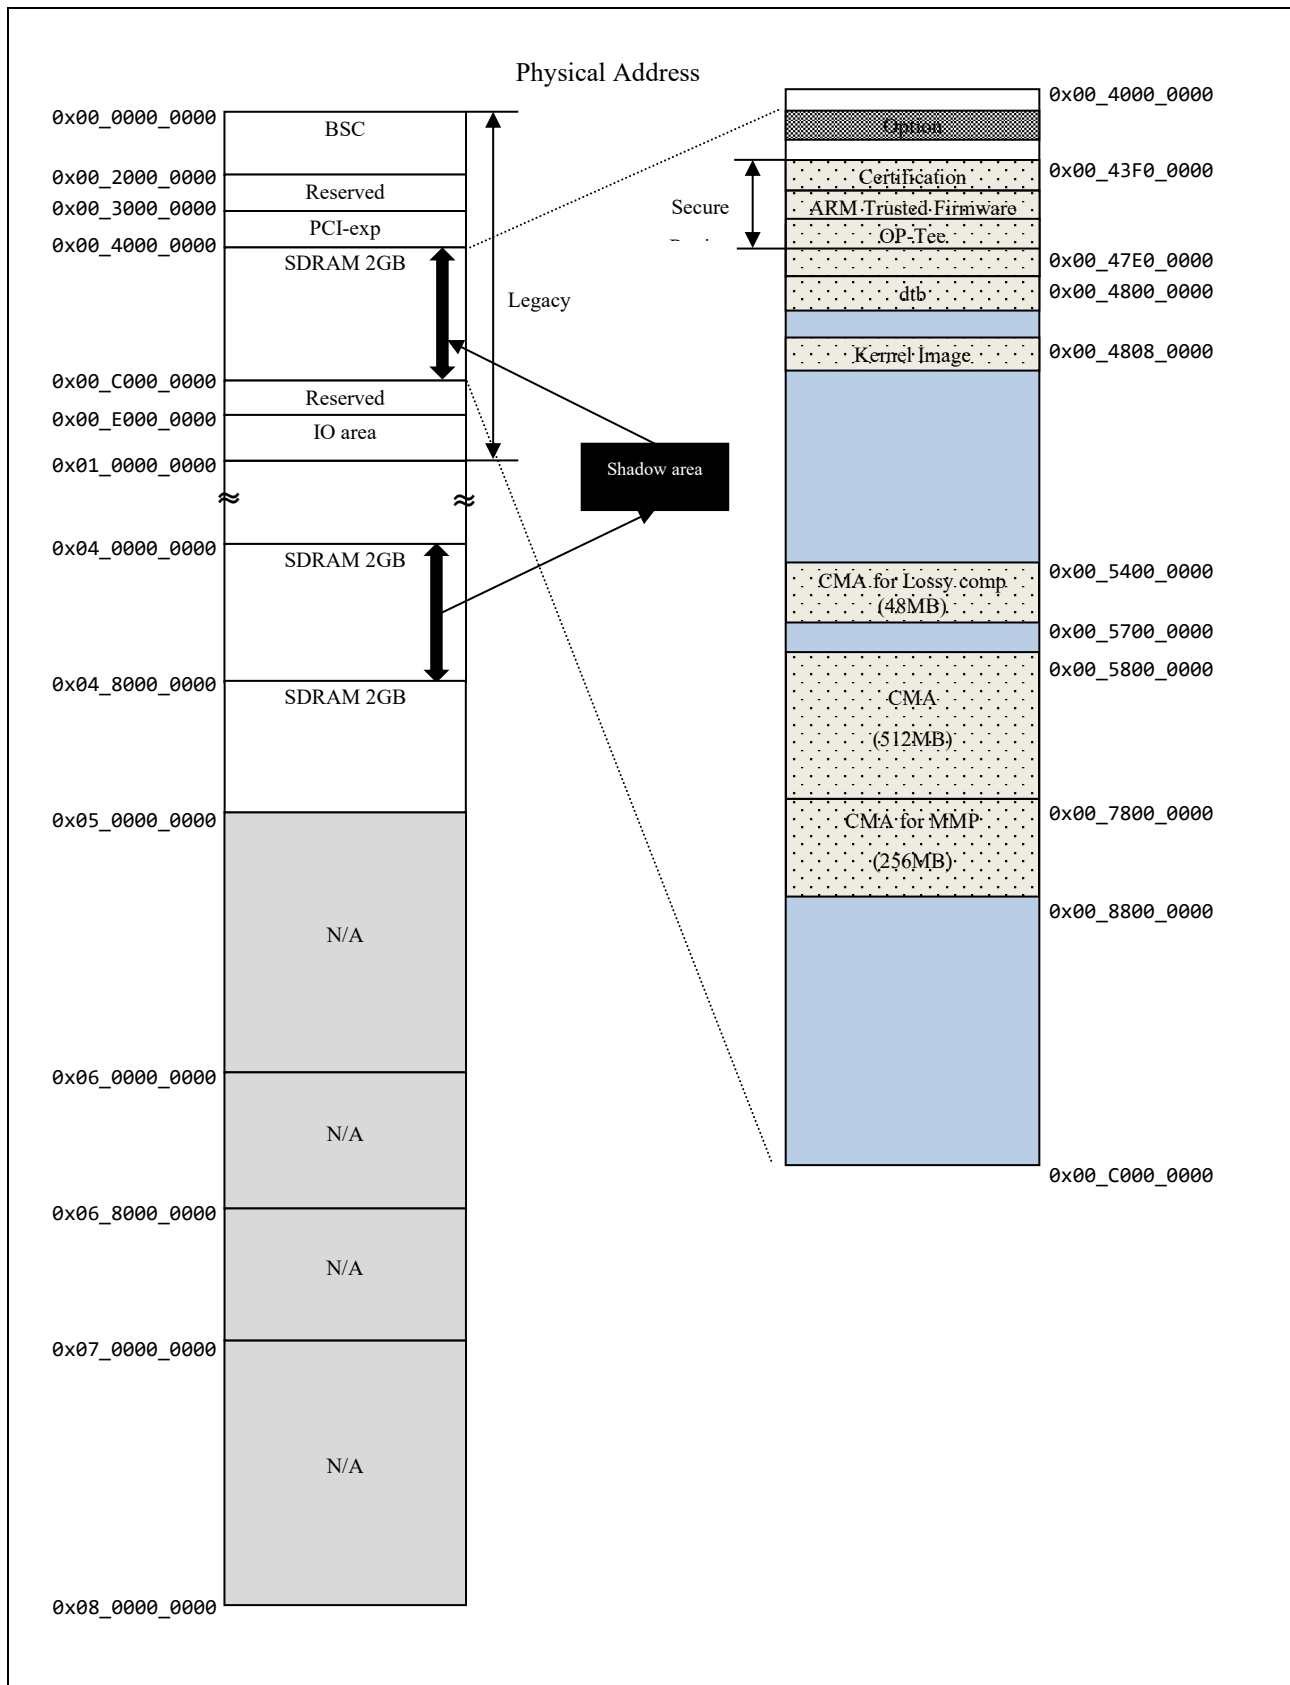 Physical Address
0x00_0000_0000
BSC
0x00_2000_0000
Reserved
0x00_3000_0000
PCI-exp
0x00_4000_0000
SDRAM 2GB
Legacy
0x00_C000_0000
Reserved
0x00_E000_0000
IO area
0x01_0000_0000
≈ ≈
Shadow area
0x04_0000_0000
SDRAM 2GB
0x04_8000_0000
SDRAM 2GB
0x05_0000_0000
N/A
0x06_0000_0000
N/A
0x06_8000_0000
N/A
0x07_0000_0000
N/A
0x08_0000_0000
0x00_4000_0000
Option
Certification
0x00_43F0_0000
Secure
ARM Trusted Firmware
OP-Tee
0x00_47E0_0000
dtb
0x00_4800_0000
Kernel Image
0x00_4808_0000
CMA for Lossy comp
(48MB)
0x00_5400_0000
0x00_5700_0000
0x00_5800_0000
CMA
(512MB)
CMA for MMP
(256MB)
0x00_7800_0000
0x00_8800_0000
0x00_C000_0000